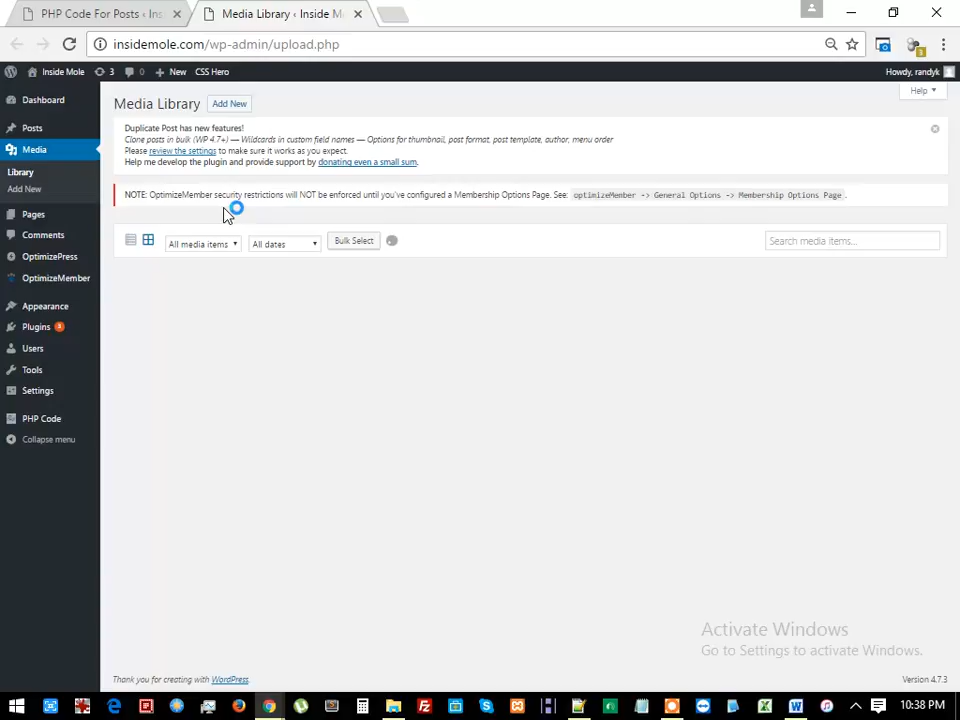 PHP Code For Posts ‹ Ins
Media Library ‹ Inside M
insidemole.com/wp-admin/upload.php
Inside Mole 3 0 New CSS Hero Howdy, randyk
Help
Dashboard
Posts
Media
Library
Add New
Pages
Comments
OptimizePress
OptimizeMember
Appearance
Plugins 8
Users
Tools
Settings
PHP Code
Collapse menu
Media Library Add New
Duplicate Post has new features!
Clone posts in bulk (WP 4.7+) — Wildcards in custom field names — Options for thumbnail, post format, post template, author, menu order
Please review the settings to make sure it works as you expect.
Help me develop the plugin and provide support by donating even a small sum.
NOTE: OptimizeMember security restrictions will NOT be enforced until you've configured a Membership Options Page. See: optimizeMember -> General Options -> Membership Options Page.
All media items All dates Bulk Select Search media items...
Activate Windows
Go to Settings to activate Windows.
Thank you for creating with WordPress. Version 4.7.3
10:38 PM